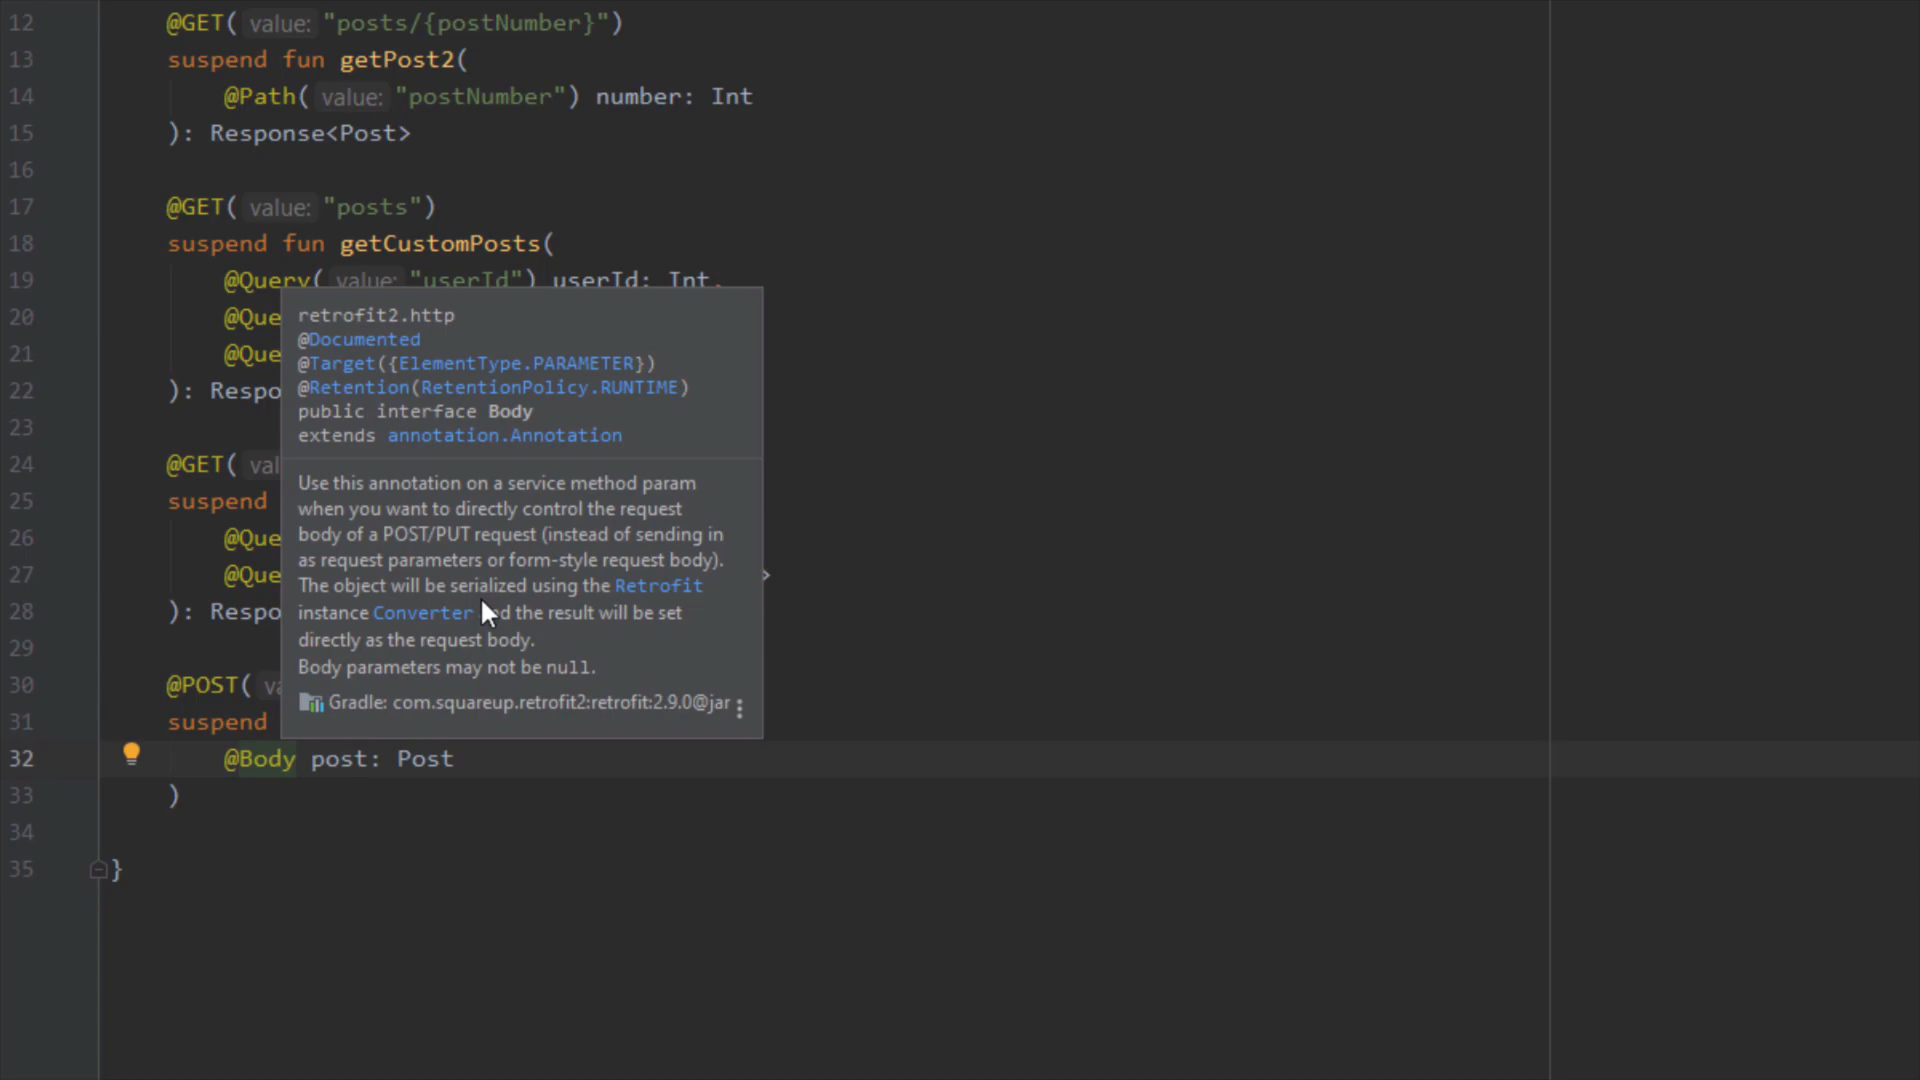 12 @GET( value: "posts/{postNumber}")
13 suspend fun getPost2(
14 @Path( value: "postNumber") number: Int
15 ): Response<Post>
16
17 @GET( value: "posts")
18 suspend fun getCustomPosts(
19 @Query( value: "userId") userId: Int,
20 @Que
21 @Que
22 ): Respo
23
24 @GET( val
25 suspend
26 @Que
27 @Que >
28 ): Respo
29
30 @POST( va
31 suspend
retrofit2.http
@Documented
@Target({ElementType.PARAMETER})
@Retention(RetentionPolicy.RUNTIME)
public interface Body
extends annotation.Annotation
Use this annotation on a service method param
when you want to directly control the request
body of a POST/PUT request (instead of sending in
as request parameters or form-style request body).
The object will be serialized using the Retrofit
instance Converter and the result will be set
directly as the request body.
Body parameters may not be null.
Gradle: com.squareup.retrofit2:retrofit:2.9.0@jar
32 @Body post: Post
33 )
34
35 }